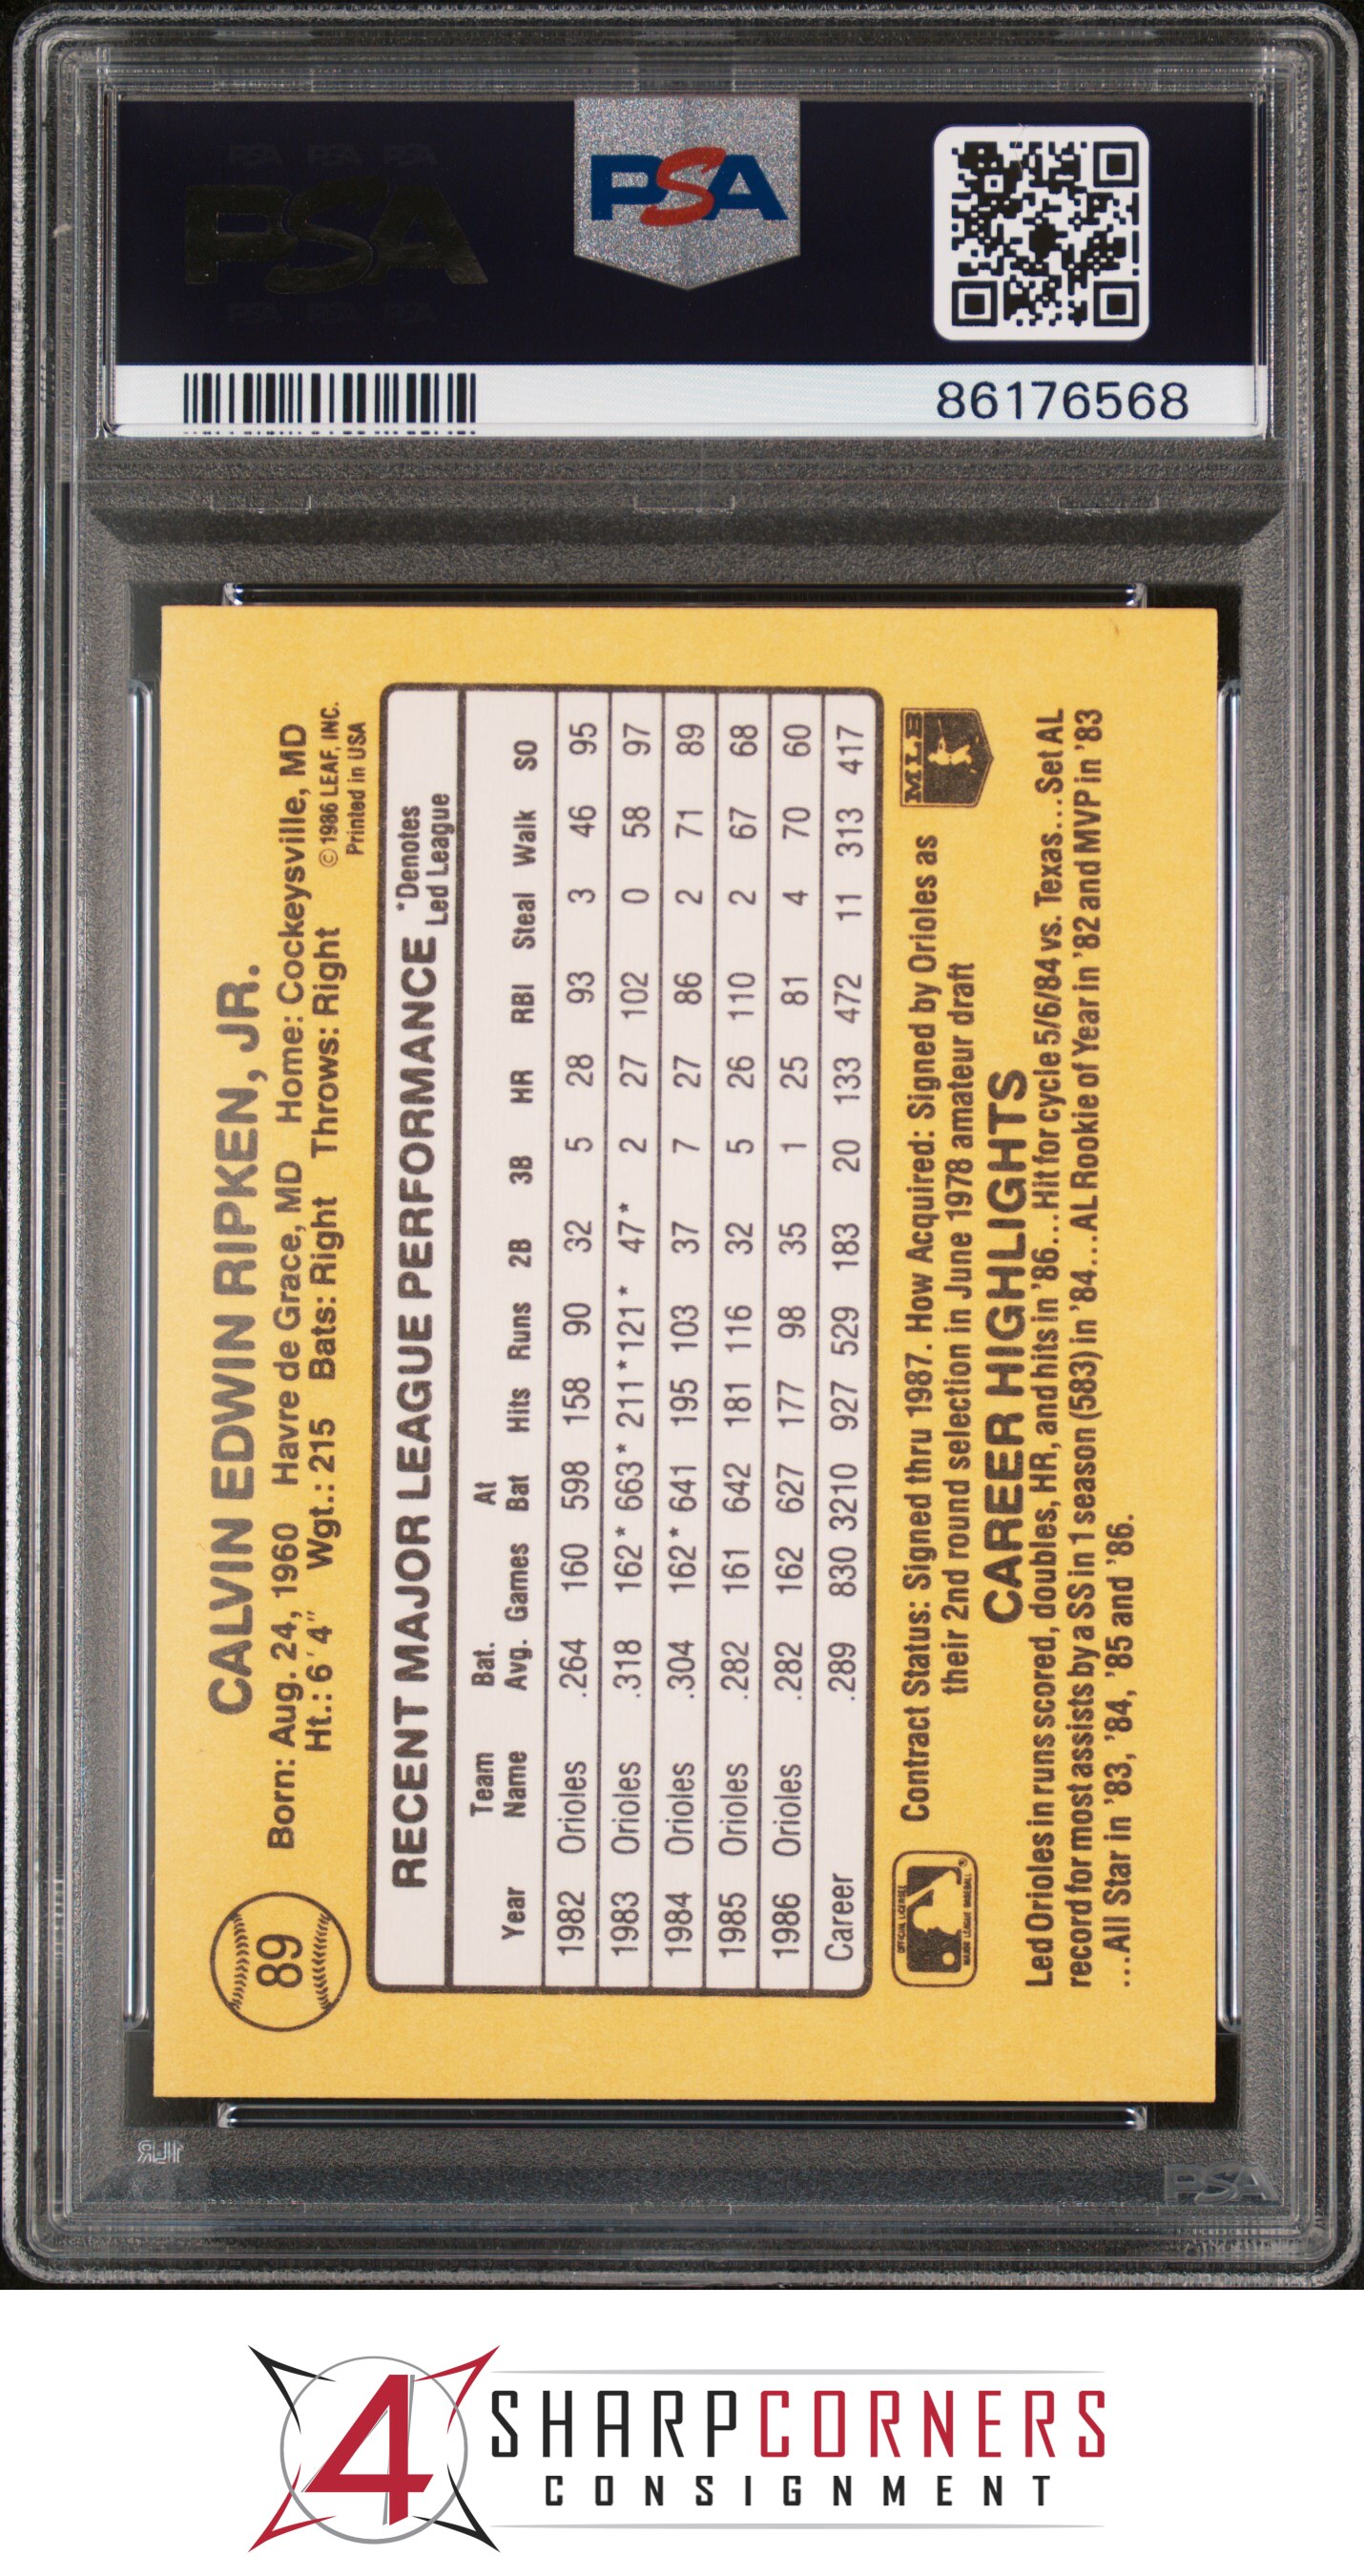 PSA PSA PSA
PSA
PSA PSA PSA
PSA
86176568
89
CALVIN EDWIN RIPKEN, JR.
Born: Aug. 24, 1960 Havre de Grace, MD Home: Cockeysville, MD
Ht.: 6′4″ Wgt.: 215 Bats: Right Throws: Right
© 1986 LEAF, INC.
Printed in USA
RECENT MAJOR LEAGUE PERFORMANCE *Denotes Led League
Year Team Name Bat. Avg. Games At Bat Hits Runs 2B 3B HR RBI Steal Walk SO
1982 Orioles .264 160 598 158 90 32 5 28 93 3 46 95
1983 Orioles .318 162* 663* 211* 121* 47* 2 27 102 0 58 97
1984 Orioles .304 162* 641 195 103 37 7 27 86 2 71 89
1985 Orioles .282 161 642 181 116 32 5 26 110 2 67 68
1986 Orioles .282 162 627 177 98 35 1 25 81 4 70 60
Career .289 830 3210 927 529 183 20 133 472 11 313 417
OFFICIAL LICENSEE
MAJOR LEAGUE BASEBALL
®
Contract Status: Signed thru 1987. How Acquired: Signed by Orioles as
their 2nd round selection in June 1978 amateur draft
MLB
CAREER HIGHLIGHTS
Led Orioles in runs scored, doubles, HR, and hits in '86...Hit for cycle 5/6/84 vs. Texas...Set AL
record for most assists by a SS in 1 season (583) in '84...AL Rookie of Year in '82 and MVP in '83
...All Star in '83, '84, '85 and '86.
PSA
4
SHARPCORNERS
CONSIGNMENT